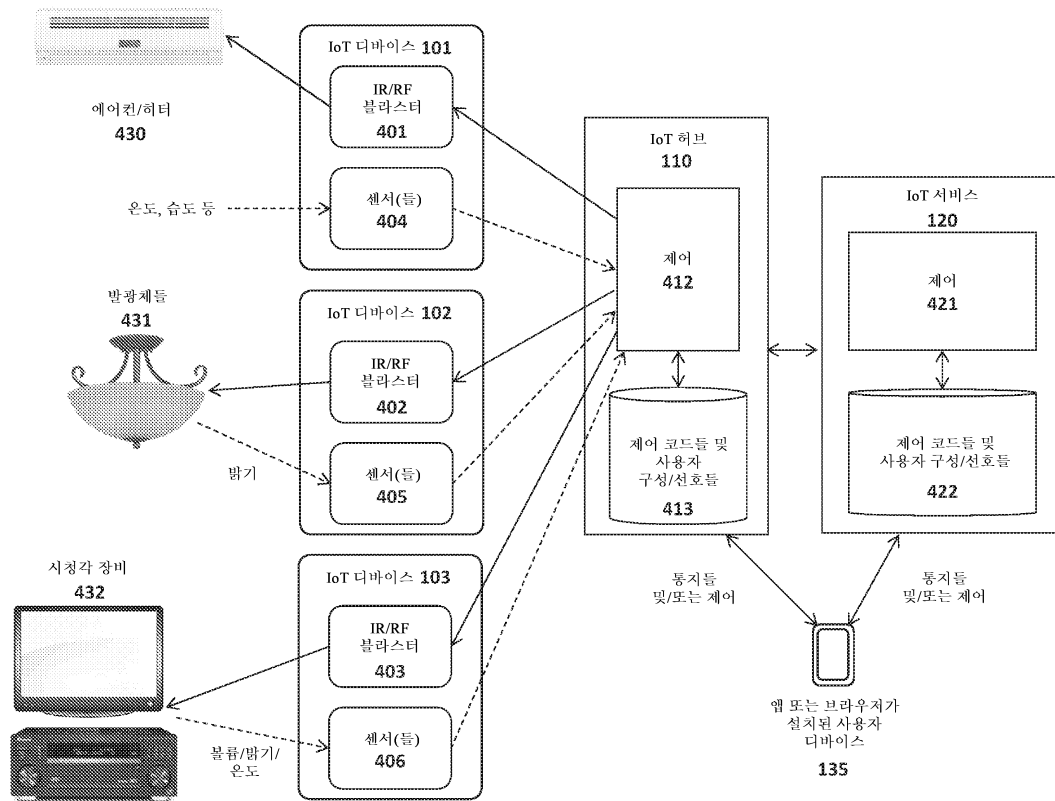 에어컨/히터
430
온도, 습도 등
IoT 디바이스 101
IR/RF
블라스터
401
센서(들)
404
발광체들
431
밝기
IoT 디바이스 102
IR/RF
블라스터
402
센서(들)
405
시청각 장비
432
볼륨/밝기/
온도
IoT 디바이스 103
IR/RF
블라스터
403
센서(들)
406
IoT 허브
110
제어
412
제어 코드들 및
사용자
구성/선호들
413
IoT 서비스
120
제어
421
제어 코드들 및
사용자 구성/선호들
422
통지들
및/또는 제어
통지들
및/또는 제어
앱 또는 브라우저가
설치된 사용자
디바이스
135